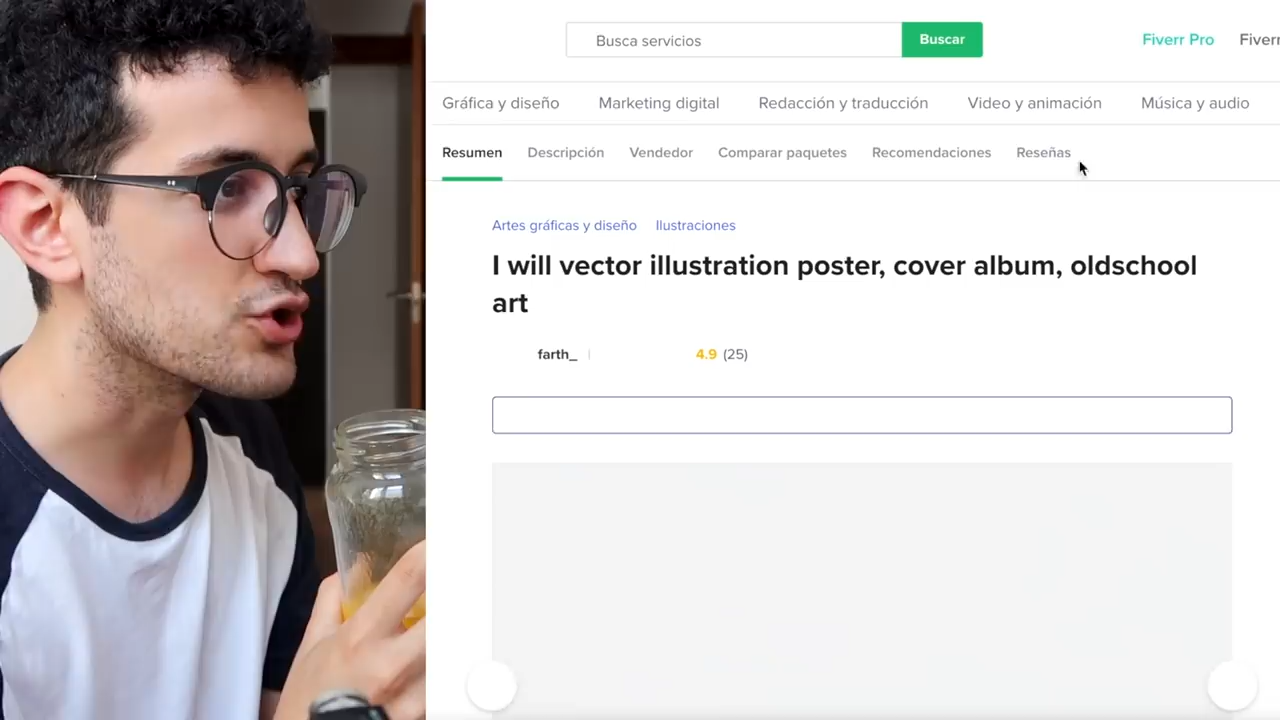 Busca servicios
Buscar
Fiverr Pro
Gráfica y diseño
Marketing digital
Redacción y traducción
Video y animación
Música y audio
Resumen
Descripción
Vendedor
Comparar paquetes
Recomendaciones
Reseñas
Artes gráficas y diseño
Ilustraciones
I will vector illustration poster, cover album, oldschool
art
farth_
4.9 (25)